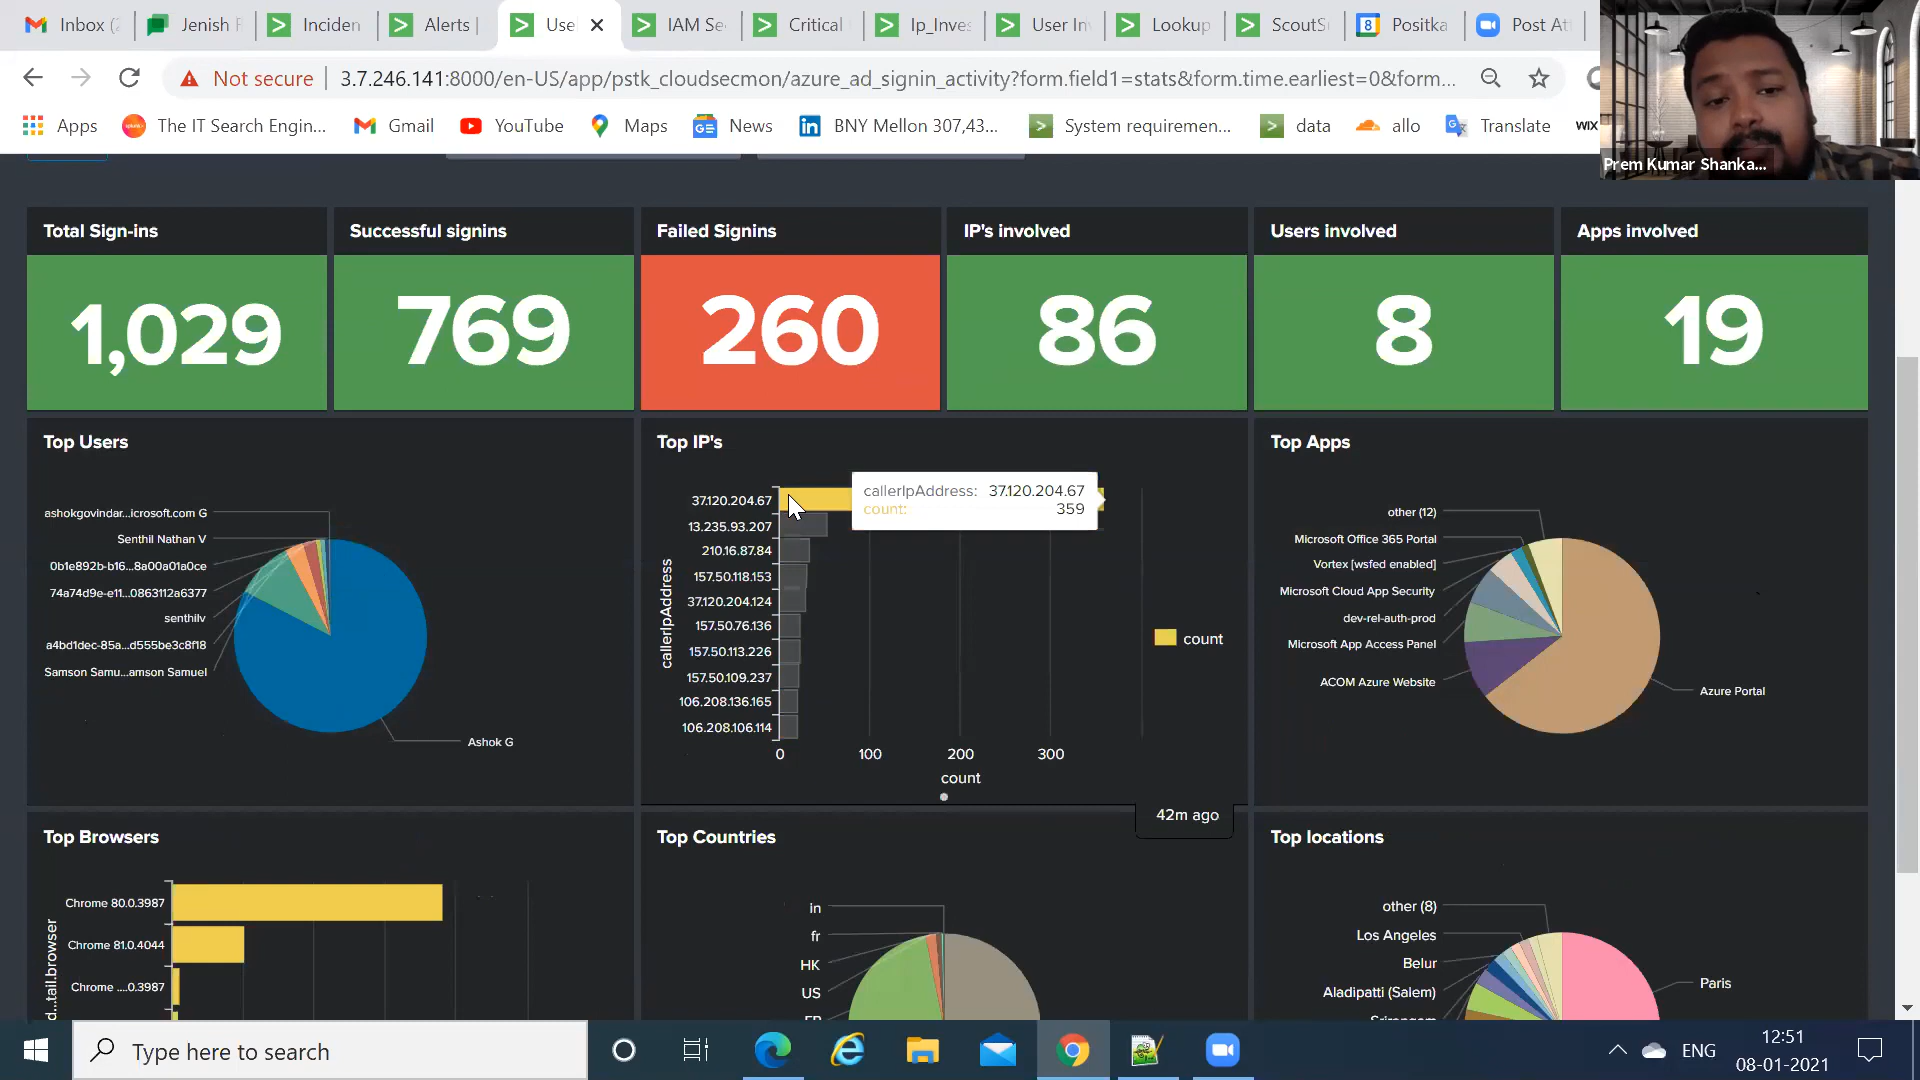 Inbox (2
Jenish R
Inciden
Alerts |
Use
IAM Se
Critical
Ip_Inves
User In
Lookup
ScoutS
Positka
Post At
Not secure
3.7.246.141:8000/en-US/app/pstk_cloudsecmon/azure_ad_signin_activity?form.field1=stats&form.time.earliest=0&form...
Apps
The IT Search Engin...
Gmail
YouTube
Maps
News
BNY Mellon 307,43...
System requiremen...
data
allo
Translate
WIX
Prem Kumar Shanka...
Total Sign-ins
Successful signins
Failed Signins
IP's involved
Users involved
Apps involved
1,029
769
260
86
8
19
Top Users
ashokgovindar...icrosoft.com G
Senthil Nathan V
0b1e892b-b16...8a00a01a0ce
74a74d9e-e11...0863112a6377
senthilv
a4bd1dec-85a...d555be3c8f18
Samson Samu...amson Samuel
Ashok G
Top IP's
callerIpAddress
37.120.204.67
13.235.93.207
210.16.87.84
157.50.118.153
37.120.204.124
157.50.76.136
157.50.113.226
157.50.109.237
106.208.136.165
106.208.106.114
callerIpAddress: 37.120.204.67
count: 359
0
100
200
300
count
count
42m ago
Top Apps
other (12)
Microsoft Office 365 Portal
Vortex [wsfed enabled]
Microsoft Cloud App Security
dev-rel-auth-prod
Microsoft App Access Panel
ACOM Azure Website
Azure Portal
Top Browsers
d...tail.browser
Chrome 80.0.3987
Chrome 81.0.4044
Chrome ....0.3987
Top Countries
in
fr
HK
US
FR
Top locations
other (8)
Los Angeles
Belur
Aladipatti (Salem)
Paris
Type here to search
ENG
12:51
08-01-2021